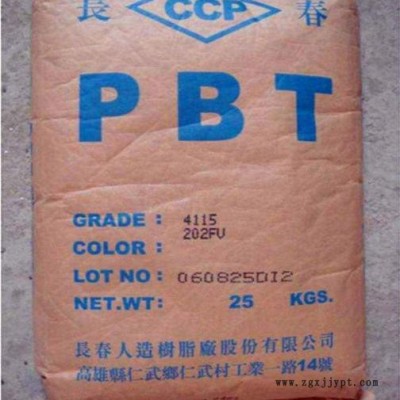 長 CCP 春
PBT
GRADE: 4115
202FU
COLOR:
LOT NO: 060825D12
NET.WT: 25 KGS.
長春人造樹脂廠股份有限公司
高雄縣仁武鄉仁武村工業一路14號
www.zgxjjypt.com